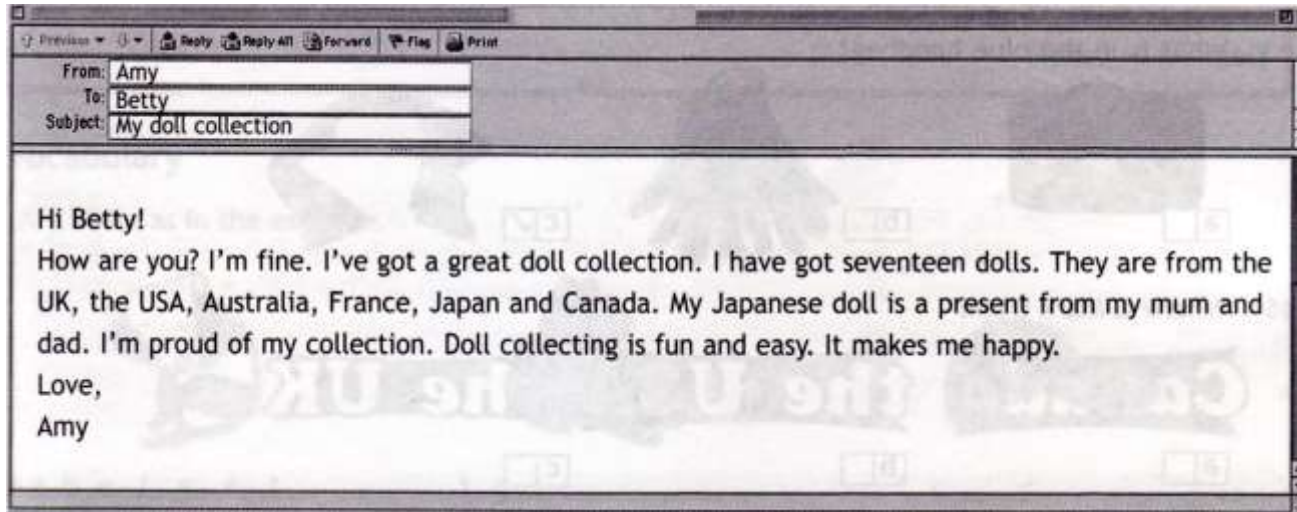 Previous Reply Reply All Forward Flag Print
From: Amy
To: Betty
Subject: My doll collection
Hi Betty!
How are you? I'm fine. I've got a great doll collection. I have got seventeen dolls. They are from the
UK, the USA, Australia, France, Japan and Canada. My Japanese doll is a present from my mum and
dad. I'm proud of my collection. Doll collecting is fun and easy. It makes me happy.
Love,
Amy